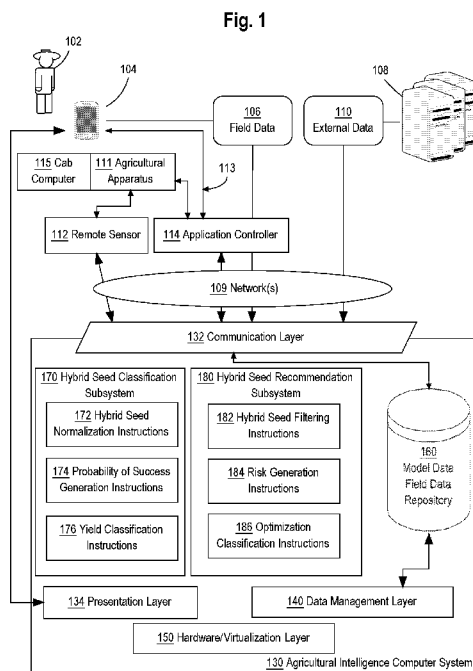 Fig. 1
102
104
108
106
Field Data
110
External Data
115 Cab
Computer
111 Agricultural
Apparatus
113
112 Remote Sensor
114 Application Controller
109 Network(s)
132 Communication Layer
170 Hybrid Seed Classification
Subsystem
172 Hybrid Seed
Normalization Instructions
174 Probability of Success
Generation Instructions
176 Yield Classification
Instructions
180 Hybrid Seed Recommendation
Subsystem
182 Hybrid Seed Filtering
Instructions
184 Risk Generation
Instructions
186 Optimization
Classification Instructions
160
Model Data
Field Data
Repository
134 Presentation Layer
140 Data Management Layer
150 Hardware/Virtualization Layer
130 Agricultural Intelligence Computer System